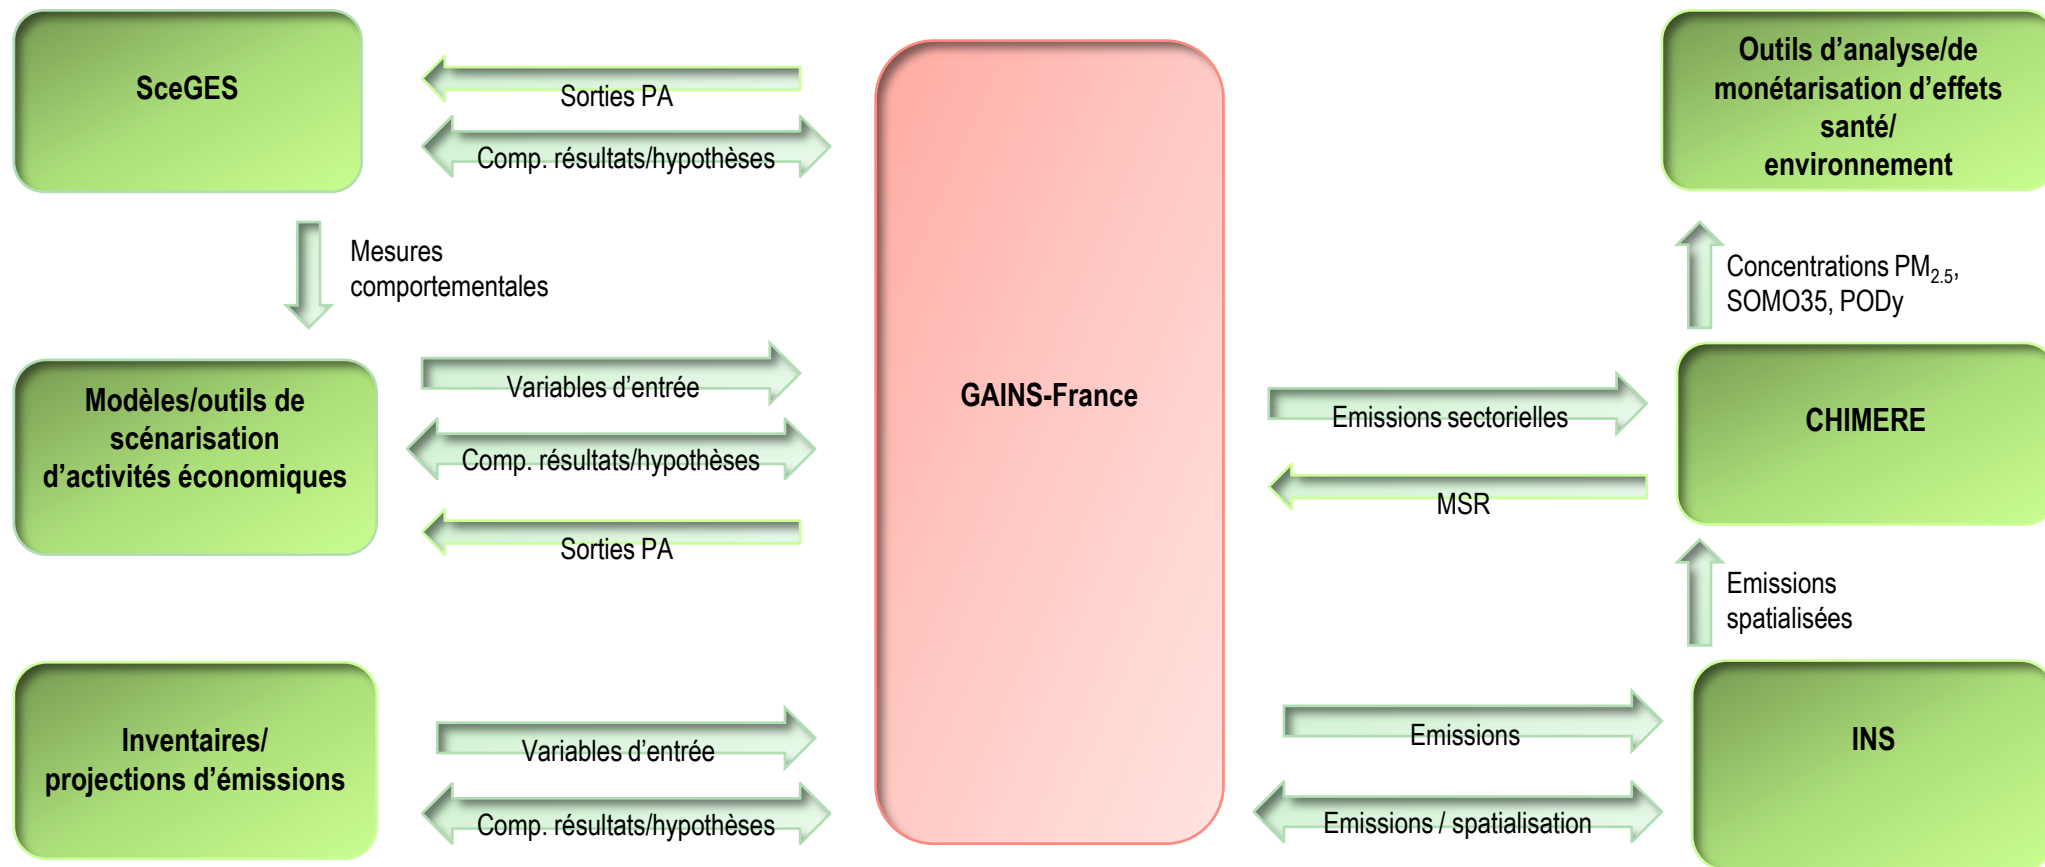 SceGES
Sorties PA
Comp. résultats/hypothèses
Mesures
comportementales
Modèles/outils de
scénarisation
d’activités économiques
Variables d’entrée
Comp. résultats/hypothèses
Sorties PA
Inventaires/
projections d’émissions
Variables d’entrée
Comp. résultats/hypothèses
GAINS-France
Outils d’analyse/de
monétarisation d’effets
santé/
environnement
Concentrations PM2.5,
SOMO35, PODy
Emissions sectorielles
CHIMERE
MSR
Emissions
spatialisées
Emissions
INS
Emissions / spatialisation